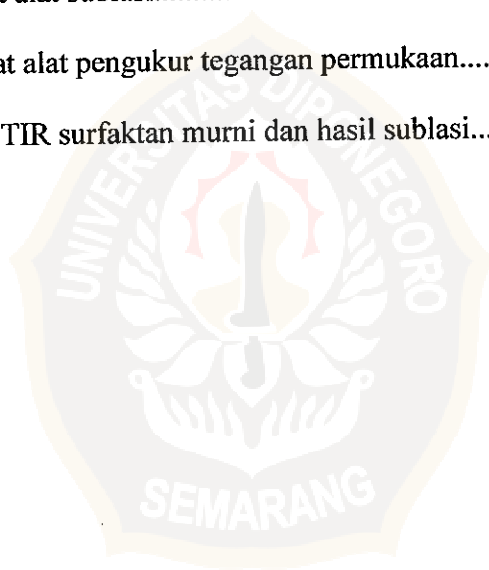 at alat pengukur tegangan permukaan....
TIR surfaktan murni dan hasil sublasi...
UNIVERSITAS DIPONEGORO
SEMARANG